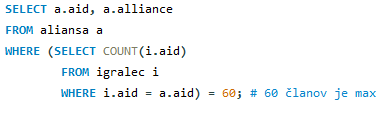 SELECT a.aid, a.alliance
FROM aliansa a
WHERE (SELECT COUNT(i.aid)
FROM igralec i
WHERE i.aid = a.aid) = 60; # 60 članov je max